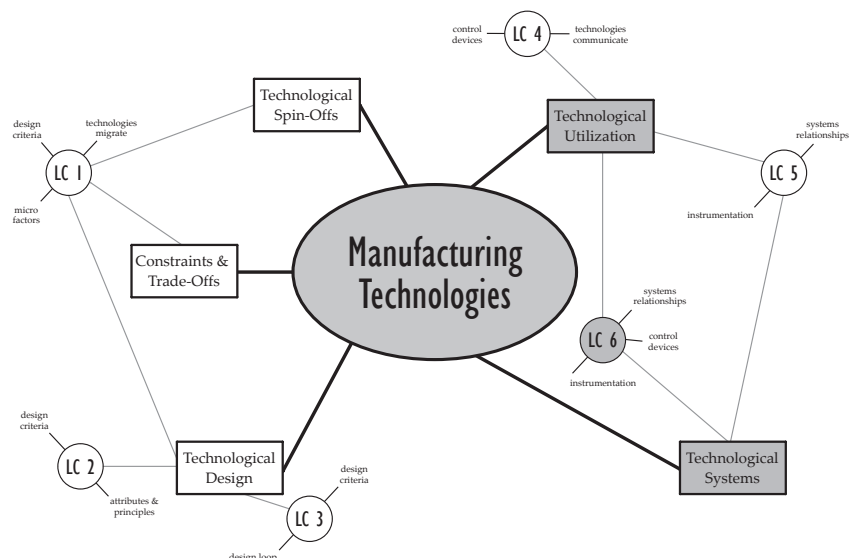 control
devices
LC 4
technologies
communicate
Technological
Spin-Offs
Technological
Utilization
design
criteria
technologies
migrate
LC 1
micro
factors
systems
relationships
LC 5
instrumentation
Constraints &
Trade-Offs
Manufacturing
Technologies
systems
relationships
LC 6
control
devices
instrumentation
design
criteria
LC 2
attributes &
principles
Technological
Design
design
criteria
LC 3
design loop
Technological
Systems